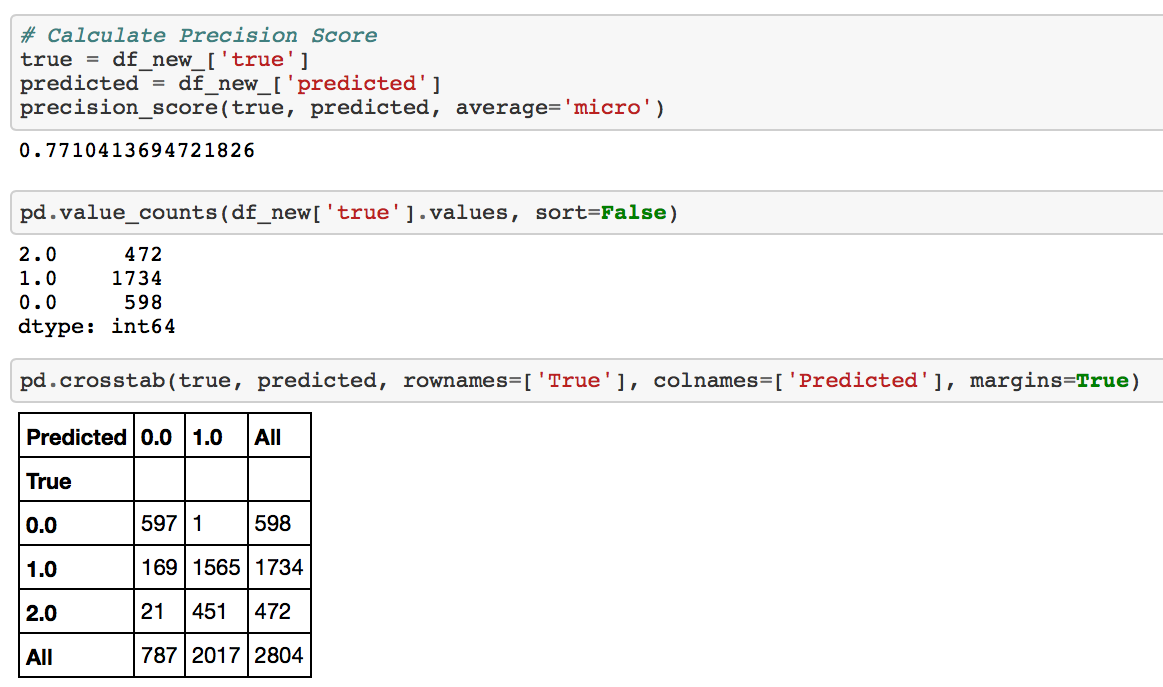 # Calculate Precision Score
true = df_new_['true']
predicted = df_new_['predicted']
precision_score(true, predicted, average='micro')
0.7710413694721826
pd.value_counts(df_new['true'].values, sort=False)
2.0 472
1.0 1734
0.0 598
dtype: int64
pd.crosstab(true, predicted, rownames=['True'], colnames=['Predicted'], margins=True)
Predicted 0.0 1.0 All
True
0.0 597 1 598
1.0 169 1565 1734
2.0 21 451 472
All 787 2017 2804